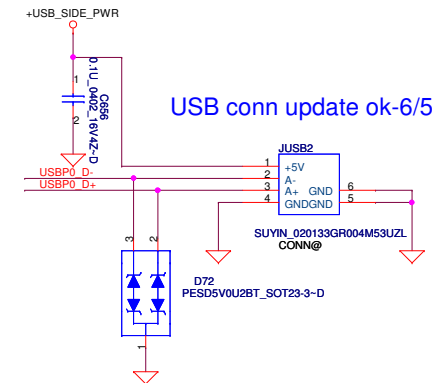 +USB_SIDE_PWR
1
2
0.1U_0402_16V4Z~D
C656
USB conn update ok-6/5
JUSB2
1 +5V
USBP0_D- 2 A-
USBP0_D+ 3 A+ GND 6
4 GNDGND 5
SUYIN_020133GR004M53UZL
CONN@
3
2
D72
PESD5V0U2BT_SOT23-3~D
1